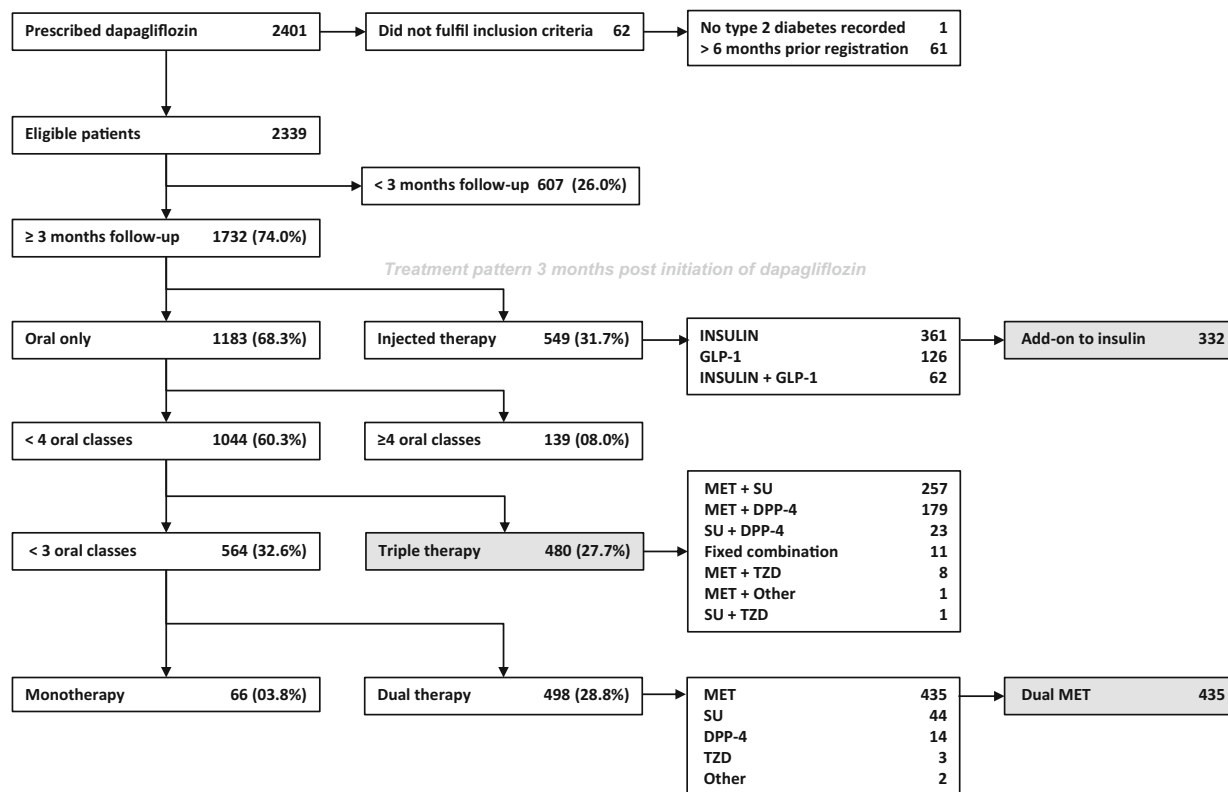 Prescribed dapagliflozin 2401
Did not fulfil inclusion criteria 62
No type 2 diabetes recorded 1
> 6 months prior registration 61
Eligible patients 2339
< 3 months follow-up 607 (26.0%)
≥ 3 months follow-up 1732 (74.0%)
Treatment pattern 3 months post initiation of dapagliflozin
Oral only 1183 (68.3%)
Injected therapy 549 (31.7%)
INSULIN 361
GLP-1 126
INSULIN + GLP-1 62
Add-on to insulin 332
< 4 oral classes 1044 (60.3%)
≥4 oral classes 139 (08.0%)
< 3 oral classes 564 (32.6%)
Triple therapy 480 (27.7%)
MET + SU 257
MET + DPP-4 179
SU + DPP-4 23
Fixed combination 11
MET + TZD 8
MET + Other 1
SU + TZD 1
Monotherapy 66 (03.8%)
Dual therapy 498 (28.8%)
MET 435
SU 44
DPP-4 14
TZD 3
Other 2
Dual MET 435